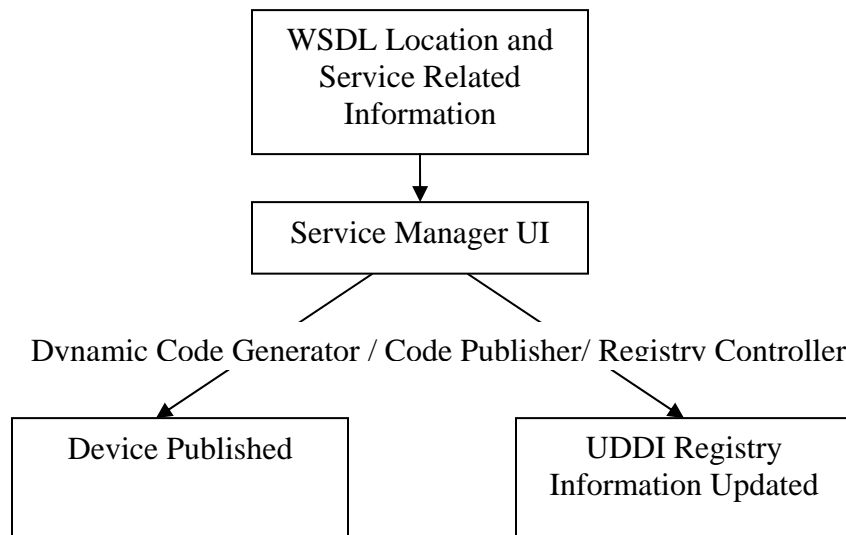 WSDL Location and
Service Related
Information
Service Manager UI
Dynamic Code Generator / Code Publisher/ Registry Controller
Device Published
UDDI Registry
Information Updated